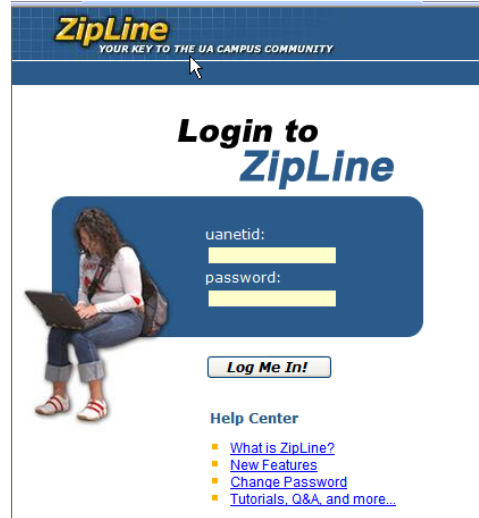 ZipLine
YOUR KEY TO THE UA CAMPUS COMMUNITY
Login to
ZipLine
uanetid:
password:
Log Me In!
Help Center
What is ZipLine?
New Features
Change Password
Tutorials, Q&A, and more...